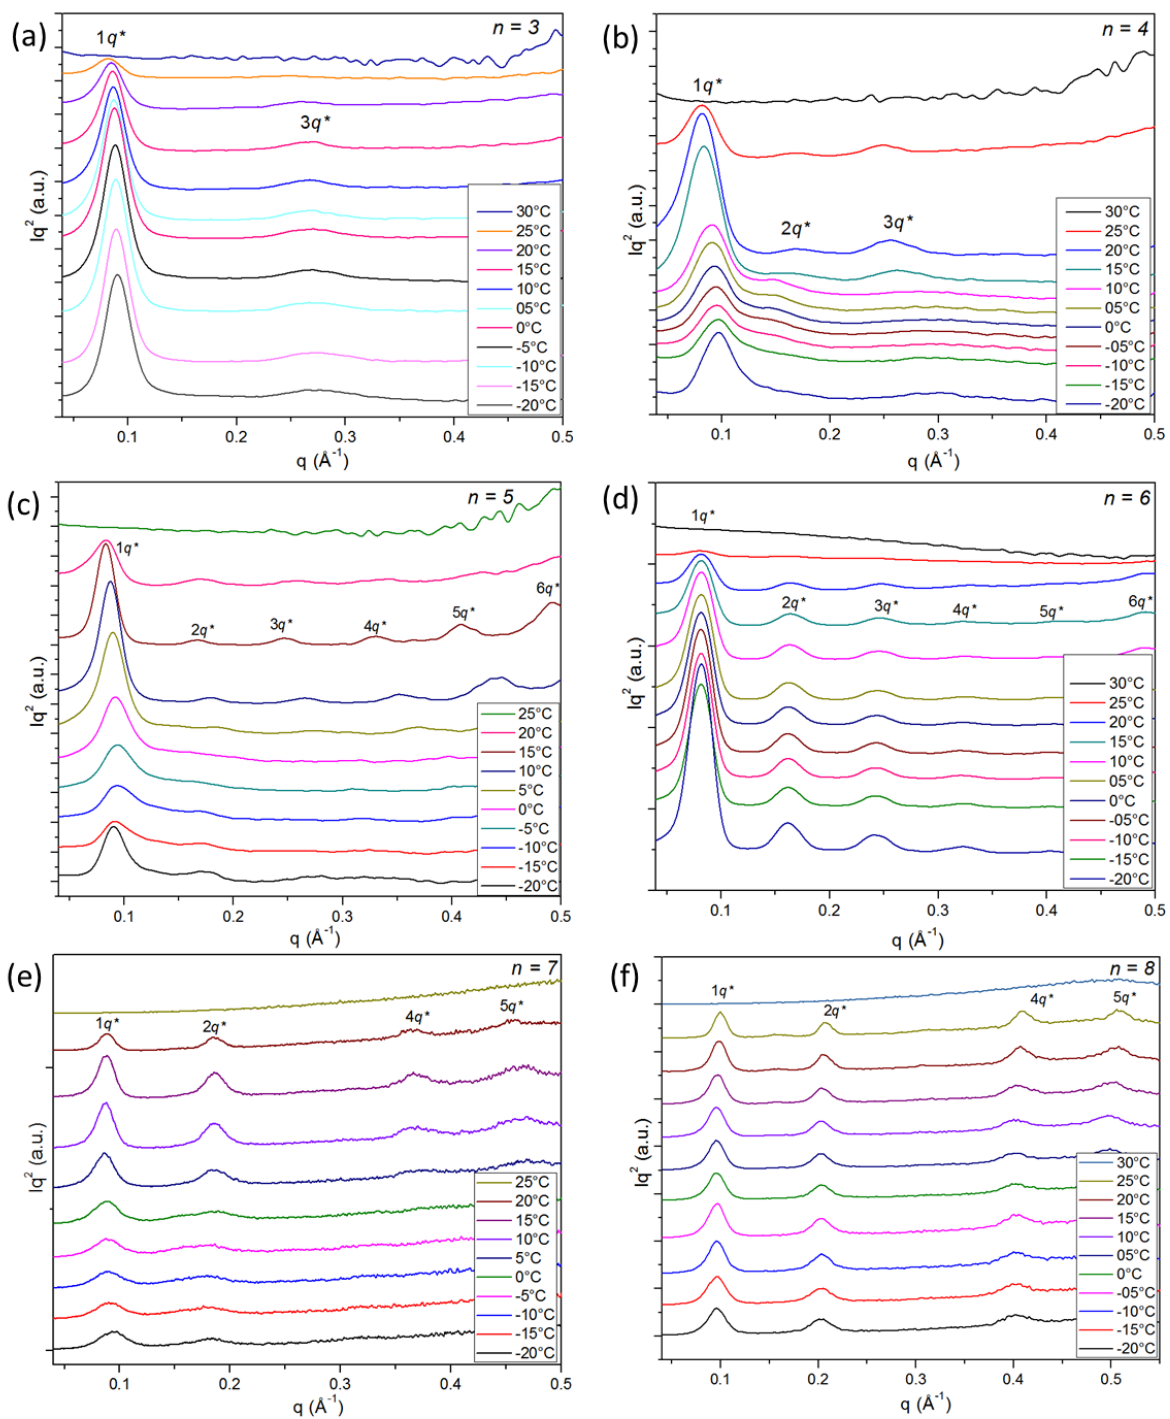 (a)
n = 3
1q*
3q*
Iq² (a.u.)
30°C
25°C
20°C
15°C
10°C
05°C
0°C
-5°C
-10°C
-15°C
-20°C
0.1 0.2 0.3 0.4 0.5
q (Å⁻¹)
(b)
n = 4
1q*
2q* 3q*
Iq² (a.u.)
30°C
25°C
20°C
15°C
10°C
05°C
0°C
-05°C
-10°C
-15°C
-20°C
0.1 0.2 0.3 0.4 0.5
q (Å⁻¹)
(c)
n = 5
1q*
2q* 3q* 4q* 5q* 6q*
Iq² (a.u.)
25°C
20°C
15°C
10°C
5°C
0°C
-5°C
-10°C
-15°C
-20°C
0.1 0.2 0.3 0.4 0.5
q (Å⁻¹)
(d)
n = 6
1q*
2q* 3q* 4q* 5q* 6q*
Iq² (a.u.)
30°C
25°C
20°C
15°C
10°C
05°C
0°C
-05°C
-10°C
-15°C
-20°C
0.1 0.2 0.3 0.4 0.5
q (Å⁻¹)
(e)
n = 7
1q* 2q* 4q* 5q*
Iq² (a.u.)
25°C
20°C
15°C
10°C
5°C
0°C
-5°C
-10°C
-15°C
-20°C
0.1 0.2 0.3 0.4 0.5
q (Å⁻¹)
(f)
n = 8
1q* 2q* 4q* 5q*
Iq² (a.u.)
30°C
25°C
20°C
15°C
10°C
05°C
0°C
-05°C
-10°C
-15°C
-20°C
0.1 0.2 0.3 0.4 0.5
q (Å⁻¹)